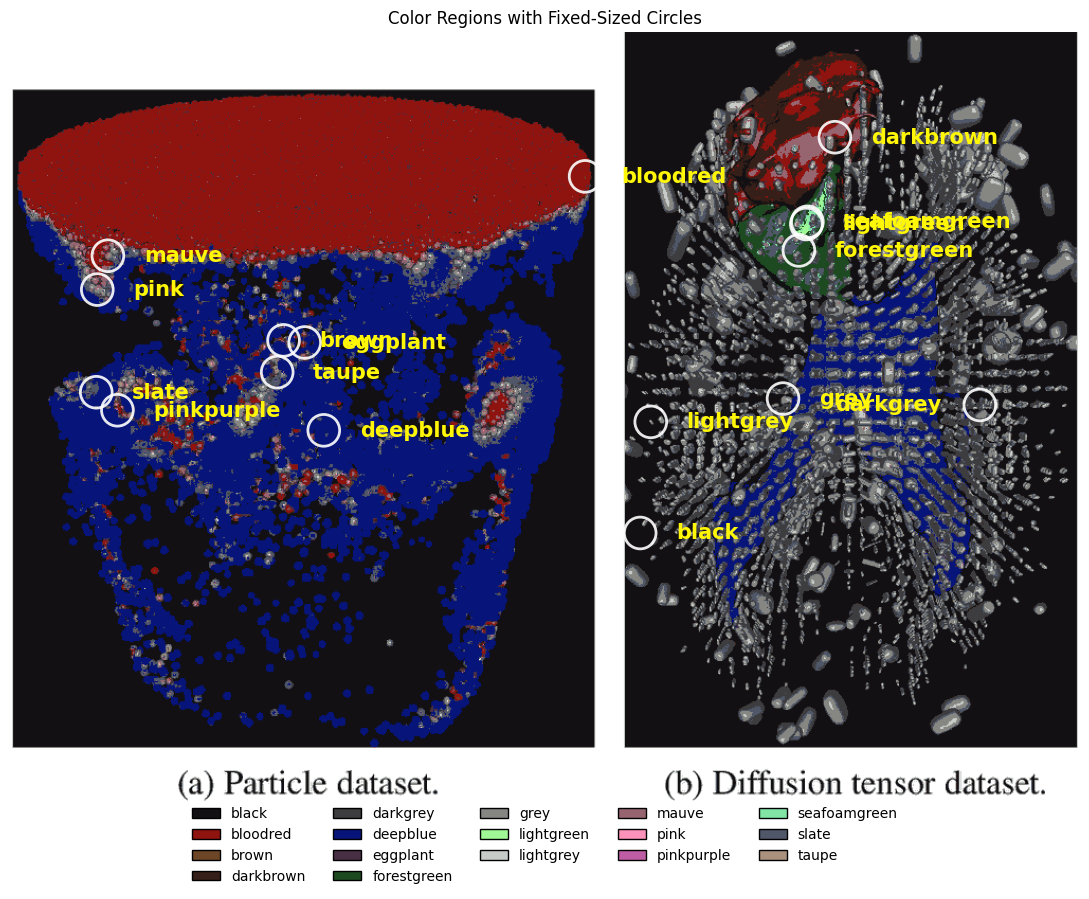 Color Regions with Fixed-Sized Circles
darkbrown
bloodred
seafoamgreen
lightgreen
forestgreen
mauve
pink
brown
eggplant
taupe
slate
pinkpurple
deepblue
grey
darkgrey
lightgrey
black
(a) Particle dataset.
(b) Diffusion tensor dataset.
black darkgrey grey mauve seafoamgreen
bloodred deepblue lightgreen pink slate
brown eggplant lightgrey pinkpurple taupe
darkbrown forestgreen